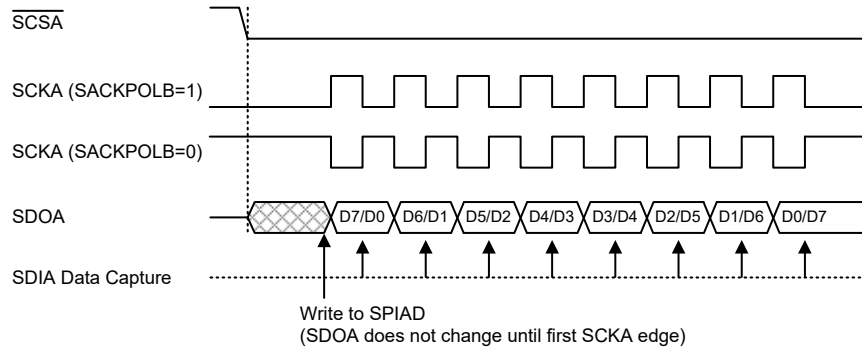 SCSA
SCKA (SACKPOLB=1)
SCKA (SACKPOLB=0)
SDOA D7/D0 D6/D1 D5/D2 D4/D3 D3/D4 D2/D5 D1/D6 D0/D7
SDIA Data Capture
Write to SPIAD
(SDOA does not change until first SCKA edge)